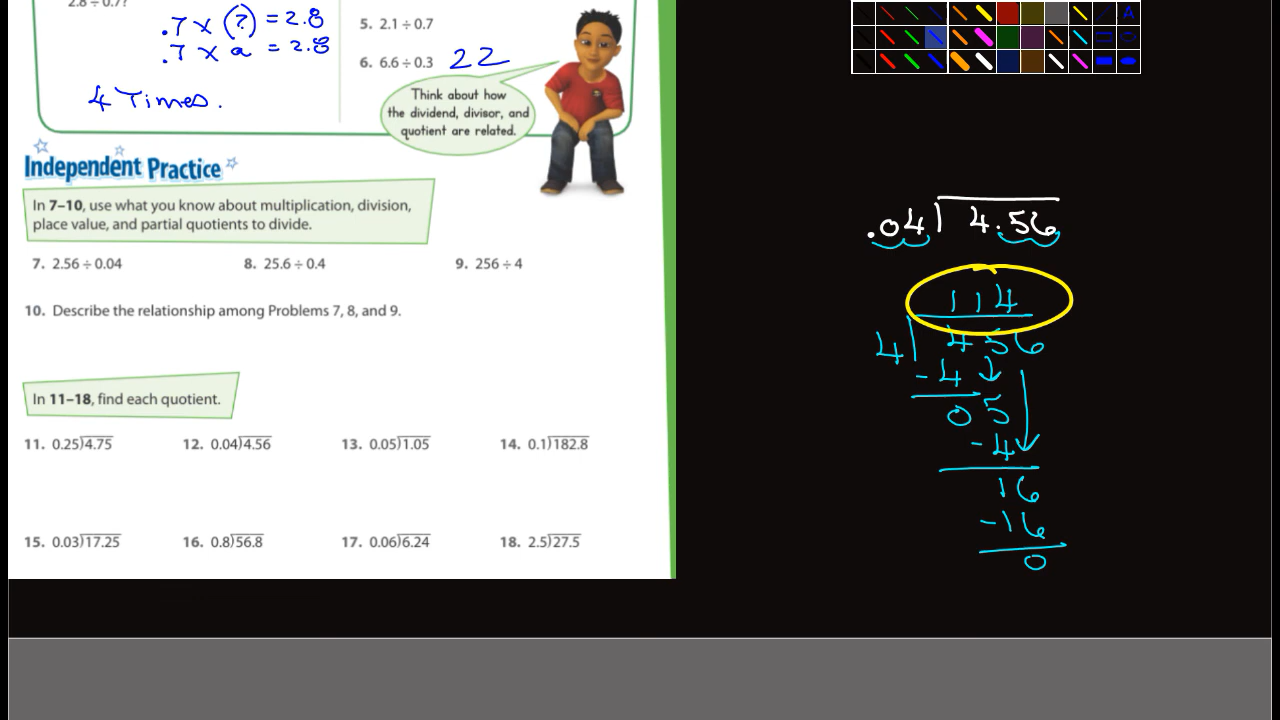 2.8 ÷ 0.7?
.7 x (?) = 2.8
.7 x a = 2.8
4 Times.
5. 2.1 ÷ 0.7
6. 6.6 ÷ 0.3 22
Think about how
the dividend, divisor, and
quotient are related.
Independent Practice
In 7–10, use what you know about multiplication, division,
place value, and partial quotients to divide.
7. 2.56 ÷ 0.04 8. 25.6 ÷ 0.4 9. 256 ÷ 4
10. Describe the relationship among Problems 7, 8, and 9.
In 11–18, find each quotient.
11. 0.25)4.75 12. 0.04)4.56 13. 0.05)1.05 14. 0.1)182.8
15. 0.03)17.25 16. 0.8)56.8 17. 0.06)6.24 18. 2.5)27.5
A
.04) 4.56
114
4) 456
-4
05
-4
16
-16
0